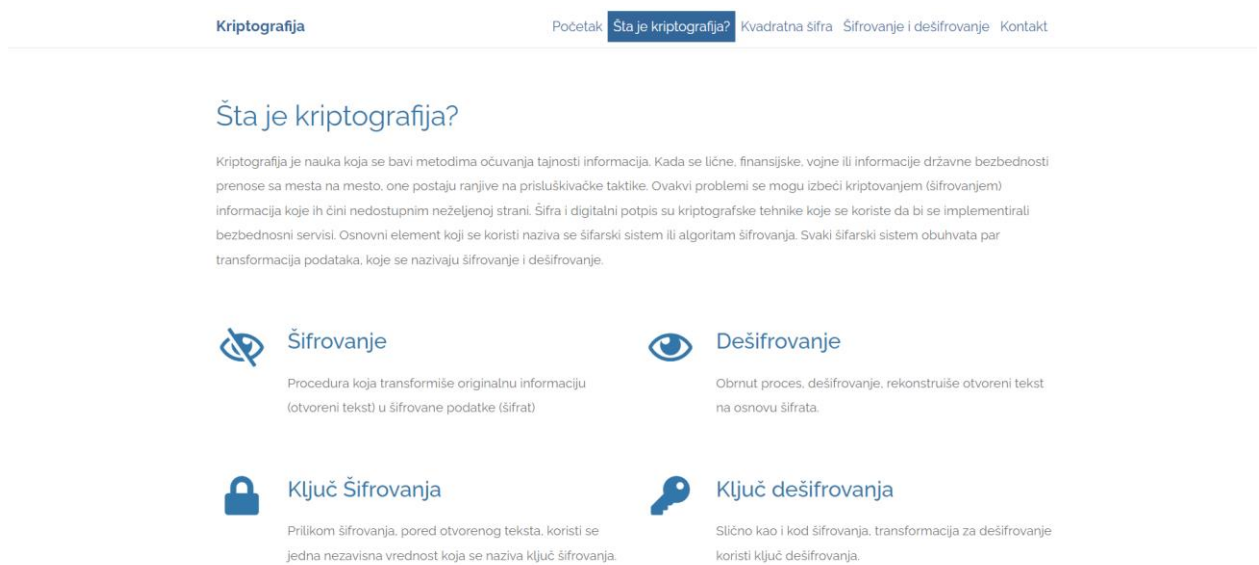 Kriptografija
Početak Šta je kriptografija? Kvadratna šifra Šifrovanje i dešifrovanje Kontakt
Šta je kriptografija?
Kriptografija je nauka koja se bavi metodima očuvanja tajnosti informacija. Kada se lične, finansijske, vojne ili informacije državne bezbednosti
prenose sa mesta na mesto, one postaju ranjive na prisluškivačke taktike. Ovakvi problemi se mogu izbeći kriptovanjem (šifrovanjem)
informacija koje ih čini nedostupnim neželjenoj strani. Šifra i digitalni potpis su kriptografske tehnike koje se koriste da bi se implementirali
bezbednosni servisi. Osnovni element koji se koristi naziva se šifarski sistem ili algoritam šifrovanja. Svaki šifarski sistem obuhvata par
transformacija podataka, koje se nazivaju šifrovanje i dešifrovanje.
Šifrovanje
Procedura koja transformiše originalnu informaciju
(otvoreni tekst) u šifrovane podatke (šifrat)
Dešifrovanje
Obrnut proces, dešifrovanje, rekonstruiše otvoreni tekst
na osnovu šifrata.
Ključ Šifrovanja
Prilikom šifrovanja, pored otvorenog teksta, koristi se
jedna nezavisna vrednost koja se naziva ključ šifrovanja.
Ključ dešifrovanja
Slično kao i kod šifrovanja, transformacija za dešifrovanje
koristi ključ dešifrovanja.